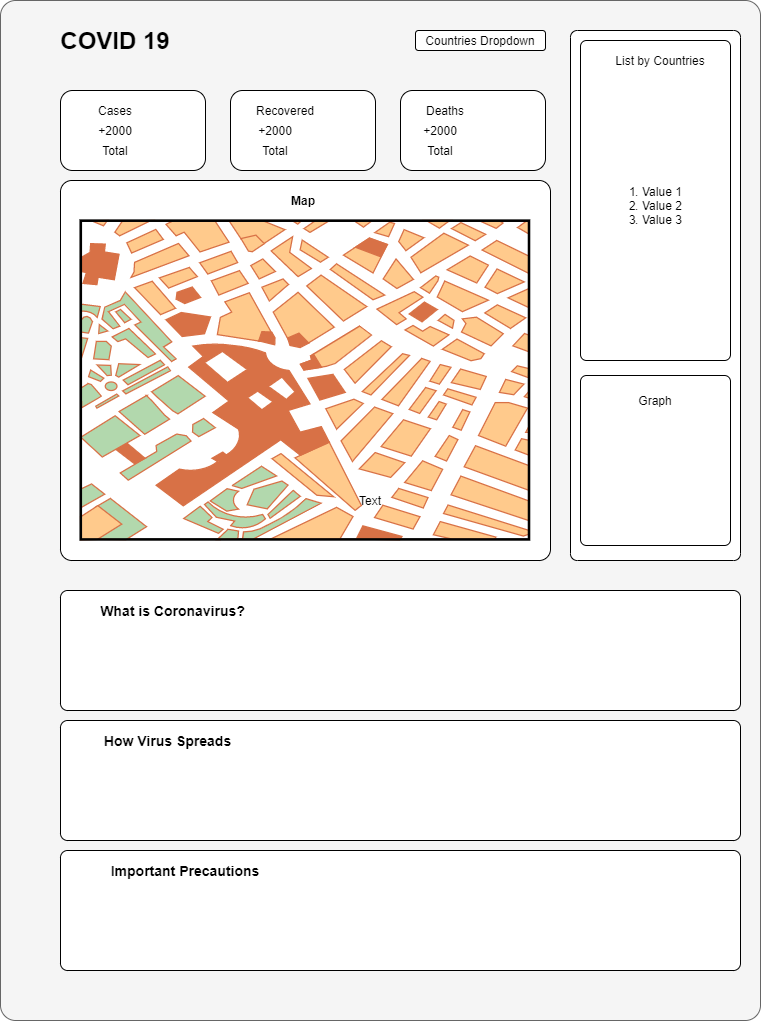 COVID 19
Countries Dropdown
Cases
+2000
Total
Recovered
+2000
Total
Deaths
+2000
Total
Map
Text
List by Countries
1. Value 1
2. Value 2
3. Value 3
Graph
What is Coronavirus?
How Virus Spreads
Important Precautions